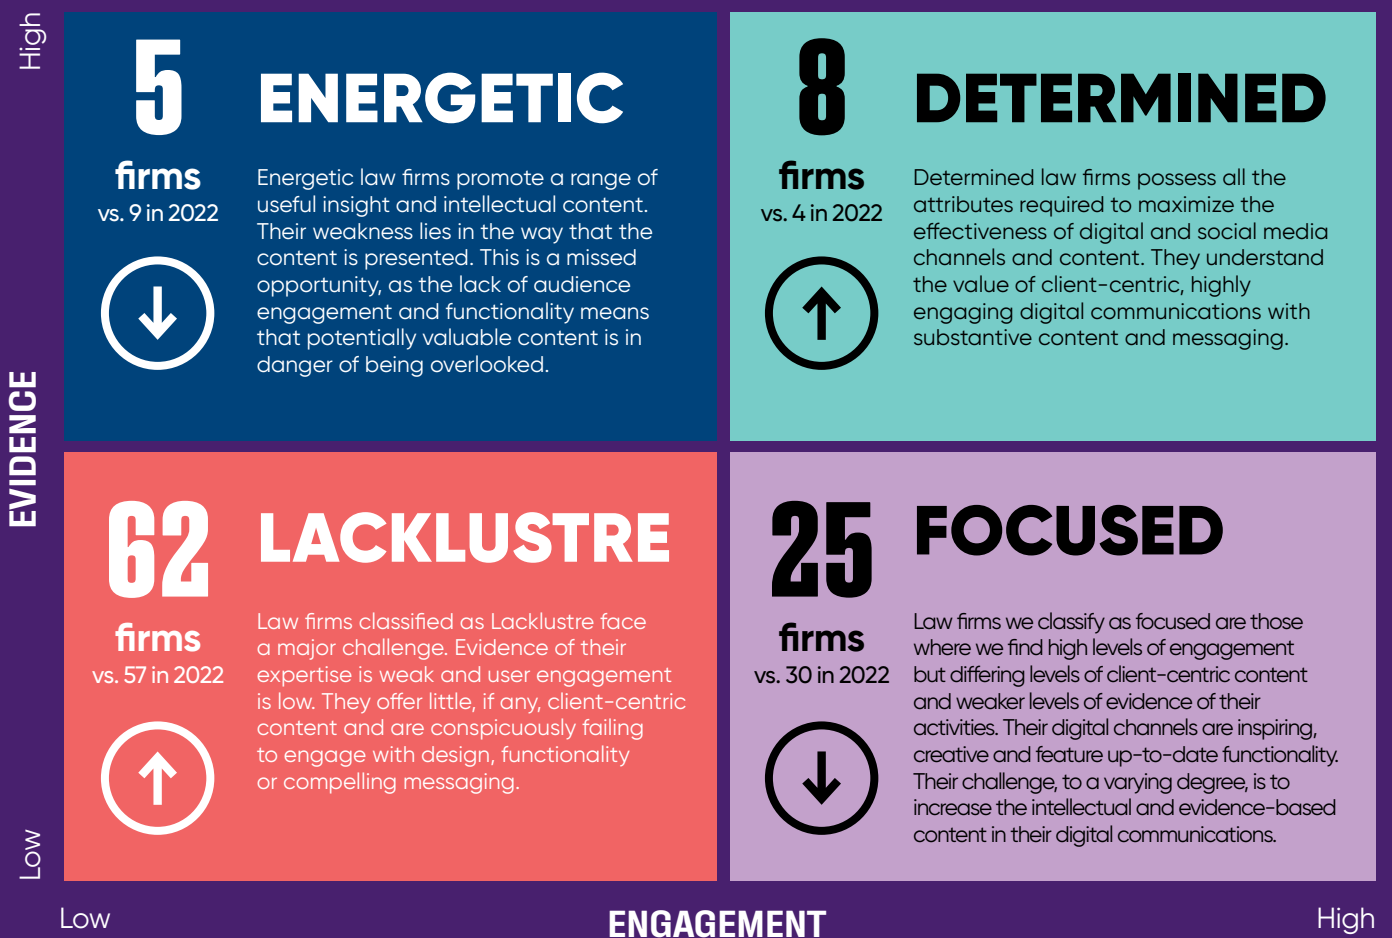 High
EVIDENCE
Low
5
firms
vs. 9 in 2022
ENERGETIC
Energetic law firms promote a range of
useful insight and intellectual content.
Their weakness lies in the way that the
content is presented. This is a missed
opportunity, as the lack of audience
engagement and functionality means
that potentially valuable content is in
danger of being overlooked.
8
firms
vs. 4 in 2022
DETERMINED
Determined law firms possess all the
attributes required to maximize the
effectiveness of digital and social media
channels and content. They understand
the value of client-centric, highly
engaging digital communications with
substantive content and messaging.
62
firms
vs. 57 in 2022
LACKLUSTRE
Law firms classified as Lacklustre face
a major challenge. Evidence of their
expertise is weak and user engagement
is low. They offer little, if any, client-centric
content and are conspicuously failing
to engage with design, functionality
or compelling messaging.
25
firms
vs. 30 in 2022
FOCUSED
Law firms we classify as focused are those
where we find high levels of engagement
but differing levels of client-centric content
and weaker levels of evidence of their
activities. Their digital channels are inspiring,
creative and feature up-to-date functionality.
Their challenge, to a varying degree, is to
increase the intellectual and evidence-based
content in their digital communications.
Low
ENGAGEMENT
High